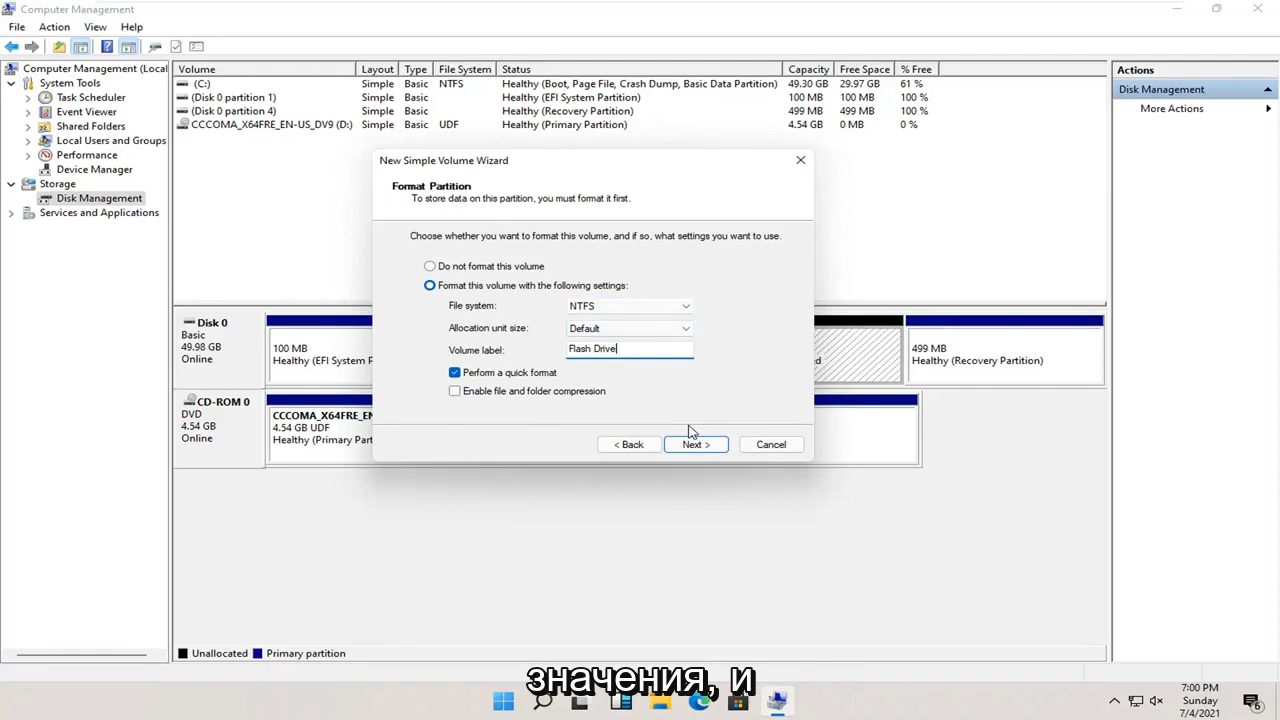 Computer Management
File Action View Help
Computer Management (Local
System Tools
Task Scheduler
Event Viewer
Shared Folders
Local Users and Groups
Performance
Device Manager
Storage
Disk Management
Services and Applications
Volume Layout Type File System Status Capacity Free Space % Free
(C:) Simple Basic NTFS Healthy (Boot, Page File, Crash Dump, Basic Data Partition) 49.30 GB 29.97 GB 61 %
(Disk 0 partition 1) Simple Basic Healthy (EFI System Partition) 100 MB 100 MB 100 %
(Disk 0 partition 4) Simple Basic Healthy (Recovery Partition) 499 MB 499 MB 100 %
CCCOMA_X64FRE_EN-US_DV9 (D:) Simple Basic UDF Healthy (Primary Partition) 4.54 GB 0 MB 0 %
Actions
Disk Management
More Actions
New Simple Volume Wizard
Format Partition
To store data on this partition, you must format it first.
Choose whether you want to format this volume, and if so, what settings you want to use.
Do not format this volume
Format this volume with the following settings:
File system: NTFS
Allocation unit size: Default
Volume label: Flash Drive
Perform a quick format
Enable file and folder compression
< Back Next > Cancel
Disk 0
Basic
49.98 GB
Online
100 MB
Healthy (EFI System P
499 MB
Healthy (Recovery Partition)
CD-ROM 0
DVD
4.54 GB
Online
CCCOMA_X64FRE_EN
4.54 GB UDF
Healthy (Primary Part
Unallocated Primary partition
значения, и
7:00 PM
Sunday
7/4/2021
6